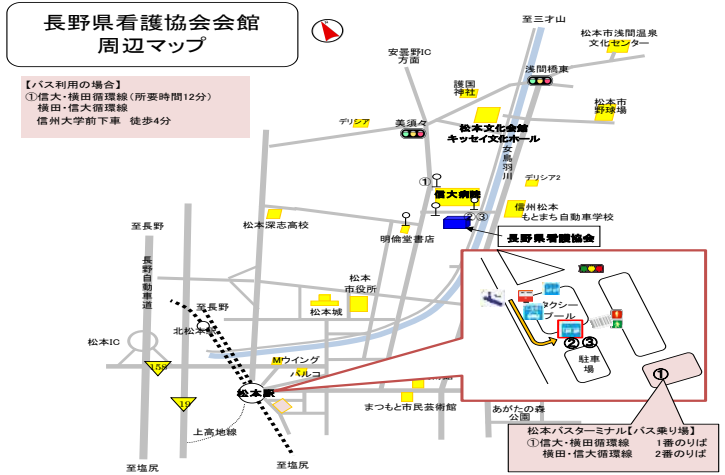 長野県看護協会会館
周辺マップ
【バス利用の場合】
①信大・横田循環線(所要時間12分)
横田・信大循環線
信州大学前下車 徒歩4分
至三才山
松本市浅間温泉
文化センター
安曇野IC
方面
浅間橋東
護国
神社
松本市
野球場
デリシア
美須々
松本文化会館
キッセイ文化ホール
女鳥羽川
デリシア2
①
信大病院
②③
信州松本
もとまち自動車学校
松本深志高校
明倫堂書店
長野県看護協会
至長野
長野自動車道
松本
市役所
至長野
松本城
北松本駅
松本IC
158
Mウイング
パルコ
松本駅
19
まつもと市民芸術館
あがたの森
公園
上高地線
至塩尻
至塩尻
タクシー
プール
②③
駐車
場
①
松本バスターミナル【バス乗り場】
①信大・横田循環線 1番のりば
横田・信大循環線 2番のりば